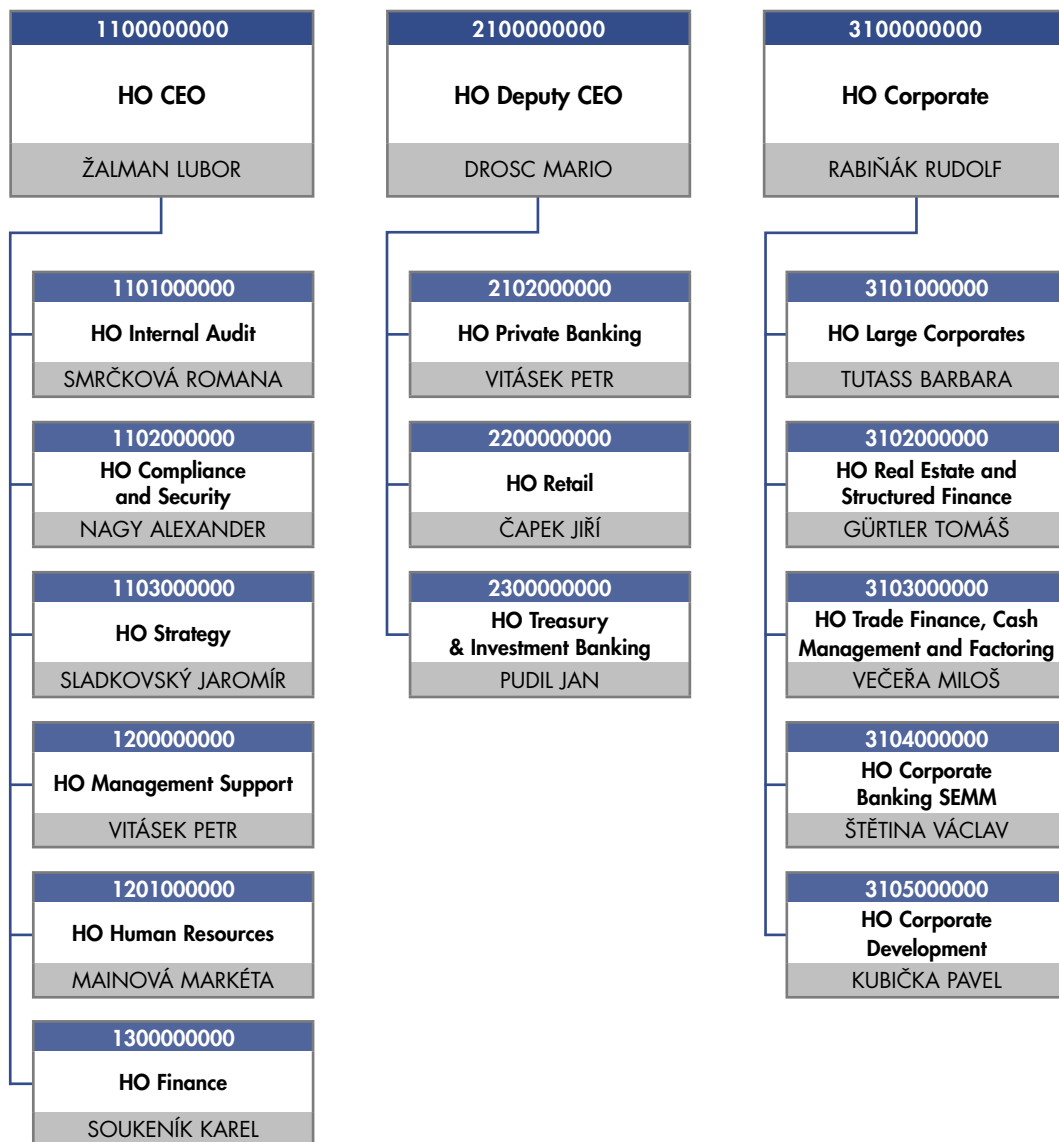 1100000000
HO CEO
ŽALMAN LUBOR
1101000000
HO Internal Audit
SMRČKOVÁ ROMANA
1102000000
HO Compliance
and Security
NAGY ALEXANDER
1103000000
HO Strategy
SLADKOVSKÝ JAROMÍR
1200000000
HO Management Support
VITÁSEK PETR
1201000000
HO Human Resources
MAINOVÁ MARKÉTA
1300000000
HO Finance
SOUKENÍK KAREL
2100000000
HO Deputy CEO
DROSC MARIO
2102000000
HO Private Banking
VITÁSEK PETR
2200000000
HO Retail
ČAPEK JIŘÍ
2300000000
HO Treasury
& Investment Banking
PUDIL JAN
3100000000
HO Corporate
RABIŇÁK RUDOLF
3101000000
HO Large Corporates
TUTASS BARBARA
3102000000
HO Real Estate and
Structured Finance
GÜRTLER TOMÁŠ
3103000000
HO Trade Finance, Cash
Management and Factoring
VEČEŘA MILOŠ
3104000000
HO Corporate
Banking SEMM
ŠTĚTINA VÁCLAV
3105000000
HO Corporate
Development
KUBIČKA PAVEL